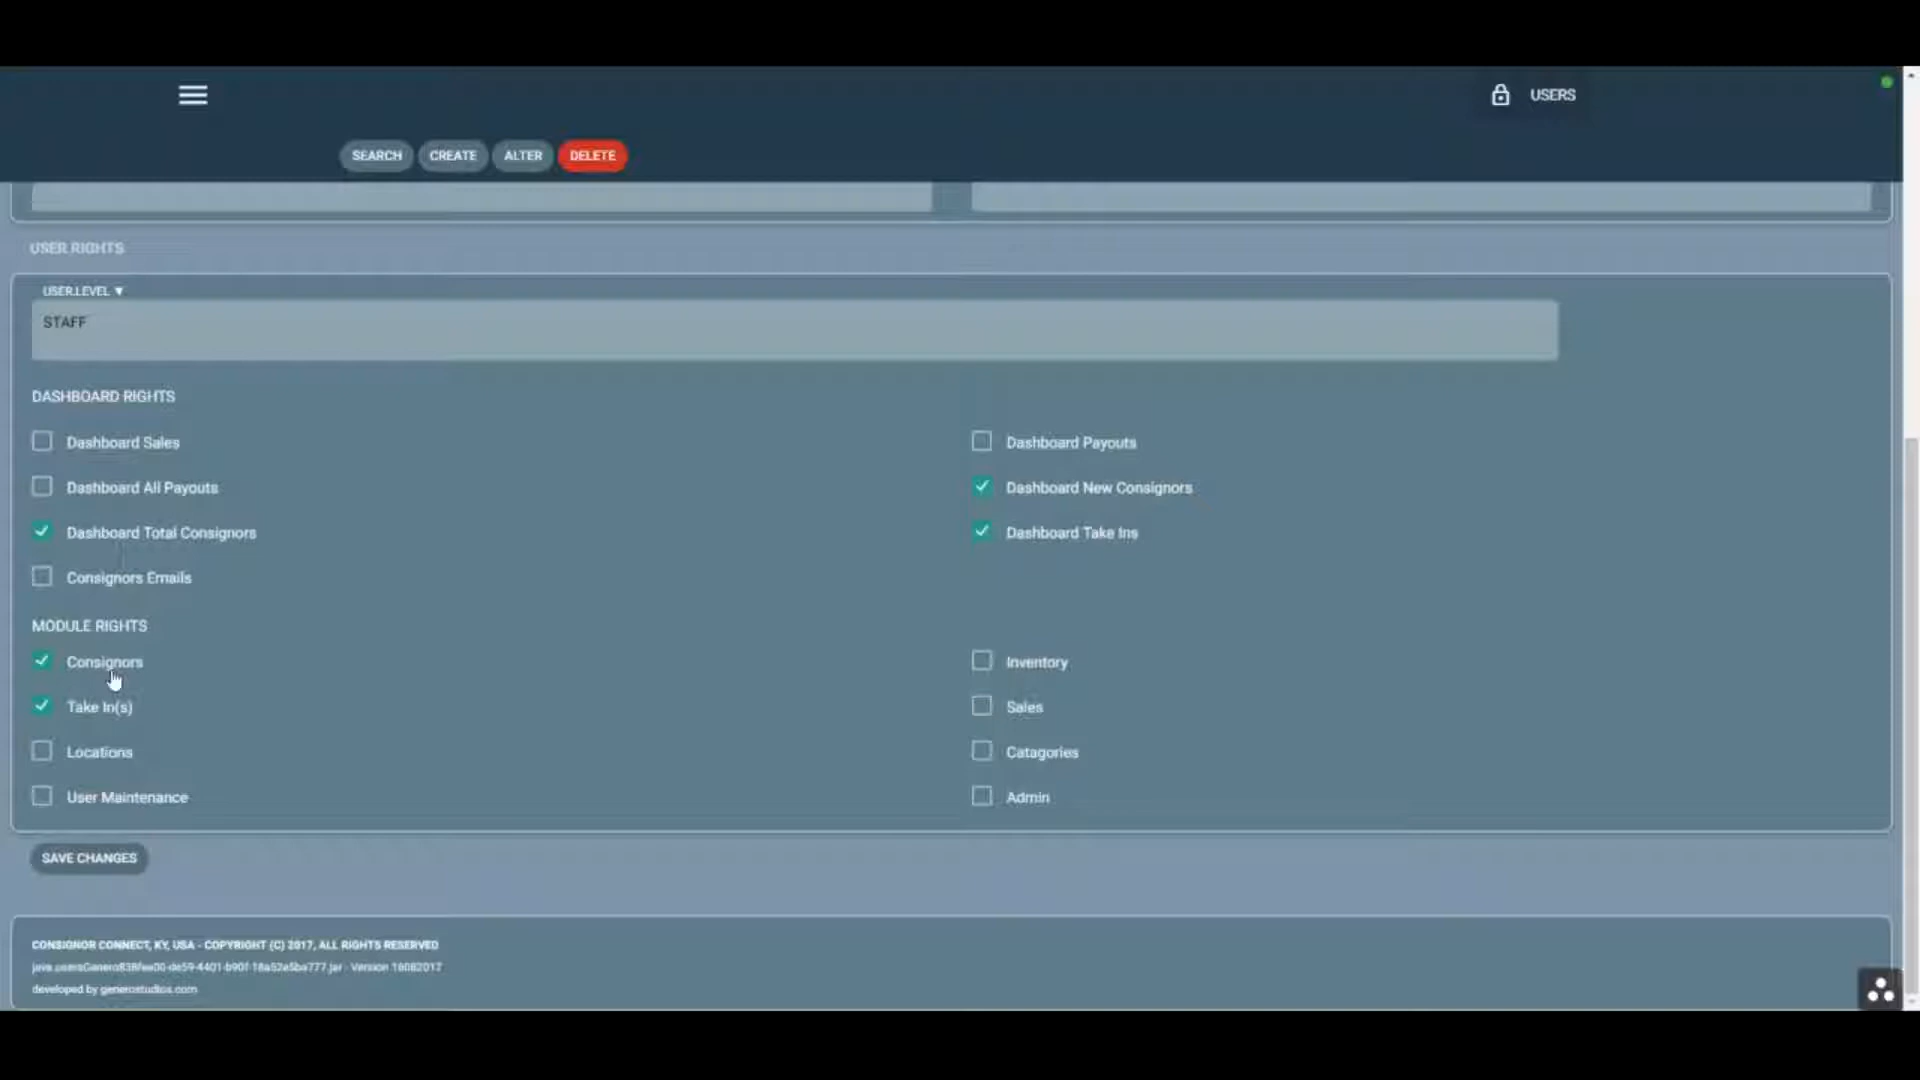 USERS
SEARCH CREATE ALTER DELETE
USER RIGHTS
USER LEVEL ▼
STAFF
DASHBOARD RIGHTS
Dashboard Sales
Dashboard Payouts
Dashboard All Payouts
Dashboard New Consignors
Dashboard Total Consignors
Dashboard Take Ins
Consignors Emails
MODULE RIGHTS
Consignors
Inventory
Take In(s)
Sales
Locations
Catagories
User Maintenance
Admin
SAVE CHANGES
CONSIGNOR CONNECT, KY, USA - COPYRIGHT (C) 2017, ALL RIGHTS RESERVED
- Version 16082017
developed by generostudios.com